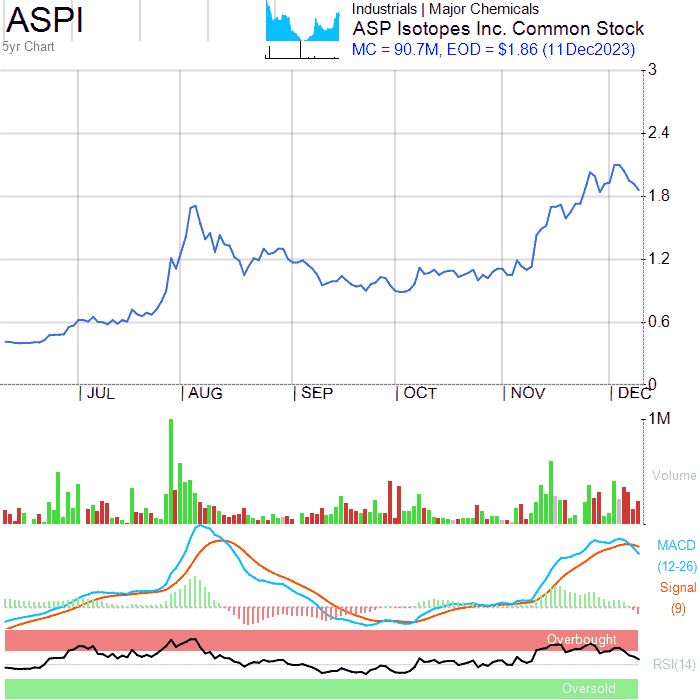 ASPI
5yr Chart
Industrials | Major Chemicals
ASP Isotopes Inc. Common Stock
MC = 90.7M, EOD = $1.86 (11Dec2023)
3
2.4
1.8
1.2
0.6
0
| JUL | AUG | SEP | OCT | NOV | DEC
1M
Volume
MACD
(12-26)
Signal
(9)
Overbought
RSI(14)
Oversold